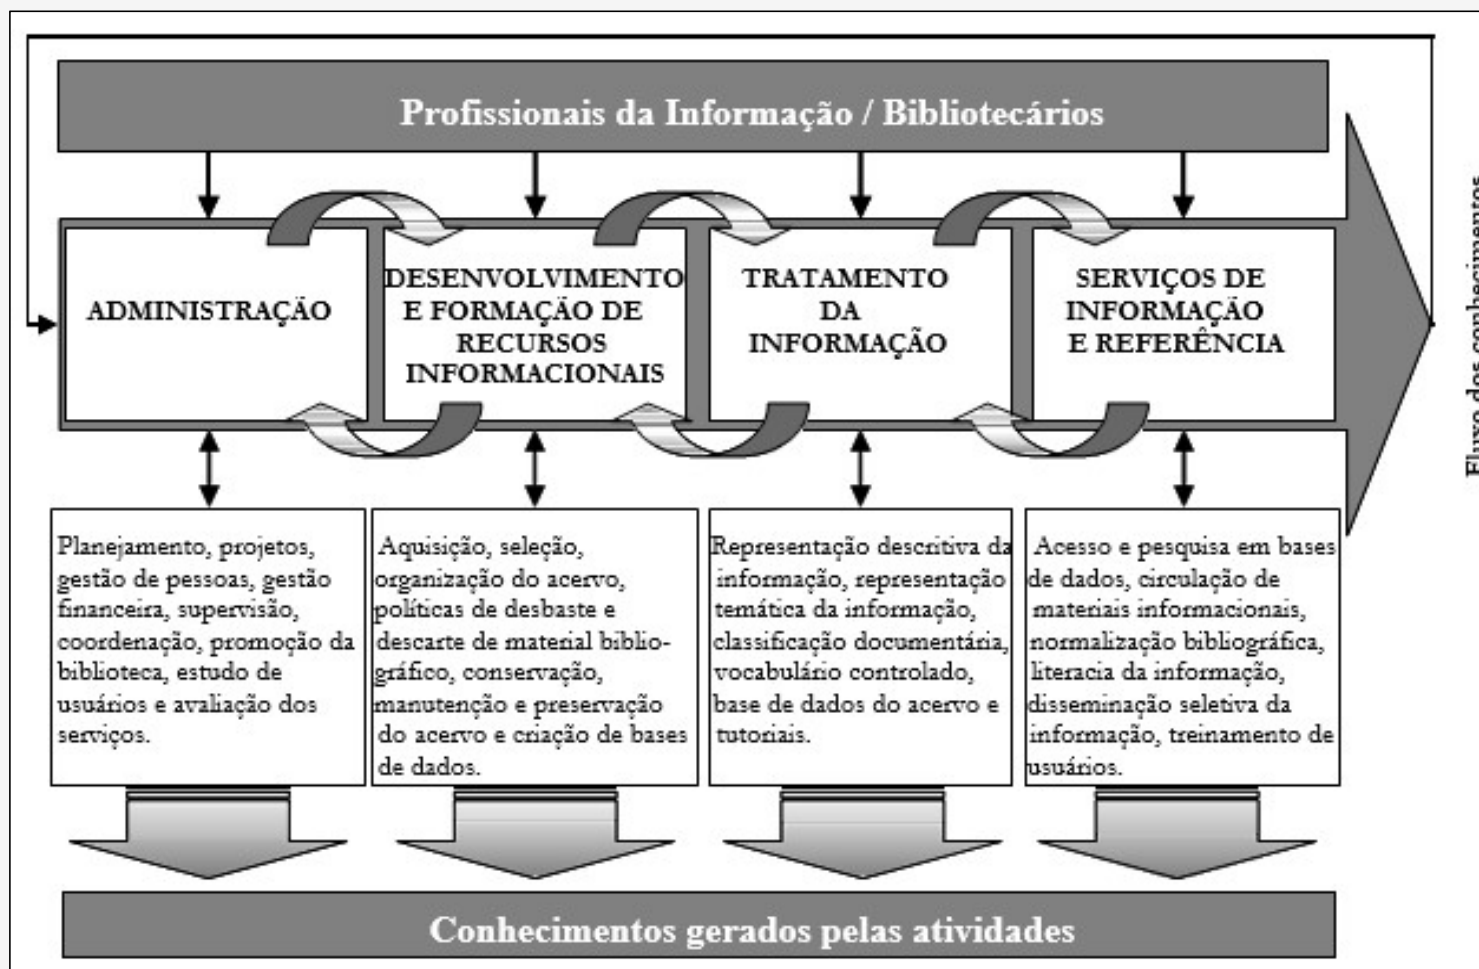 Profissionais da Informação / Bibliotecários
ADMINISTRAÇÃO
DESENVOLVIMENTO
E FORMAÇÃO DE
RECURSOS
INFORMACIONAIS
TRATAMENTO
DA
INFORMAÇÃO
SERVIÇOS DE
INFORMAÇÃO
E REFERÊNCIA
Fluxo dos conhecimentos
Planejamento, projetos,
gestão de pessoas, gestão
financeira, supervisão,
coordenação, promoção da
biblioteca, estudo de
usuários e avaliação dos
serviços.
Aquisição, seleção,
organização do acervo,
políticas de desbaste e
descarte de material biblio-
gráfico, conservação,
manutenção e preservação
do acervo e criação de bases
de dados.
Representação descritiva da
informação, representação
temática da informação,
classificação documentária,
vocabulário controlado,
base de dados do acervo e
tutoriais.
Acesso e pesquisa em bases
de dados, circulação de
materiais informacionais,
normalização bibliográfica,
literacia da informação,
disseminação seletiva da
informação, treinamento de
usuários.
Conhecimentos gerados pelas atividades